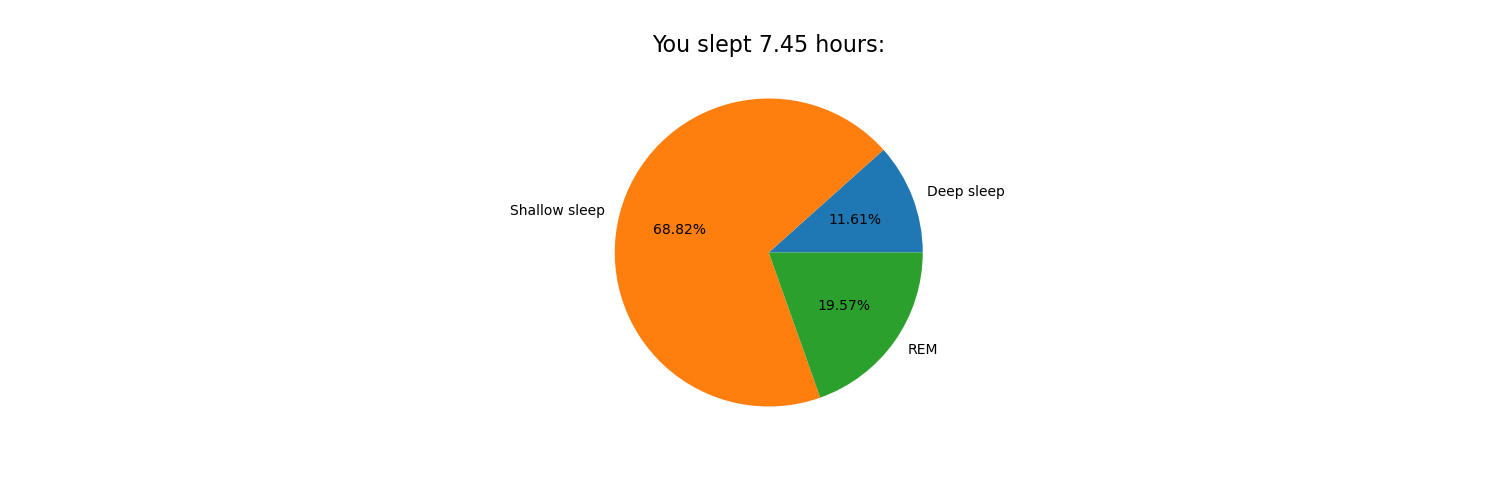 You slept 7.45 hours:
Deep sleep
11.61%
Shallow sleep
68.82%
19.57%
REM